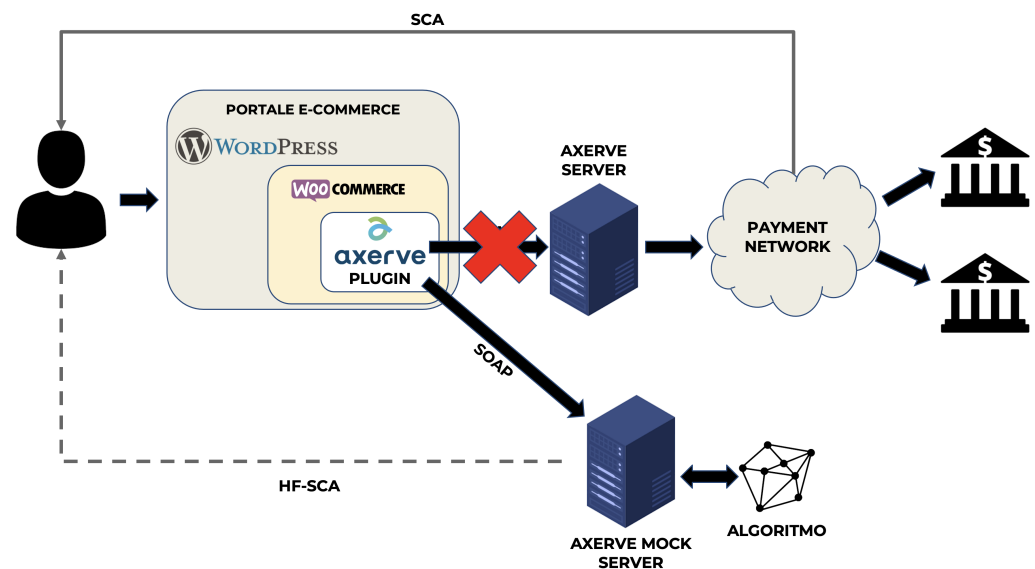 SCA
PORTALE E-COMMERCE
WORDPRESS
WOO COMMERCE
axerve
PLUGIN
AXERVE
SERVER
PAYMENT
NETWORK
$
$
SOAP
HF-SCA
AXERVE MOCK
SERVER
ALGORITMO